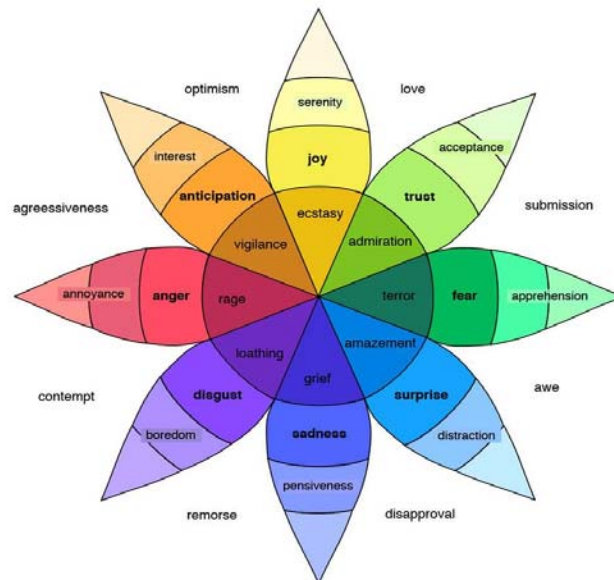 optimism
love
serenity
interest
acceptance
joy
anticipation
trust
agreessiveness
submission
ecstasy
vigilance
admiration
annoyance
anger
rage
terror
fear
apprehension
loathing
amazement
grief
contempt
awe
disgust
surprise
boredom
sadness
distraction
pensiveness
remorse
disapproval